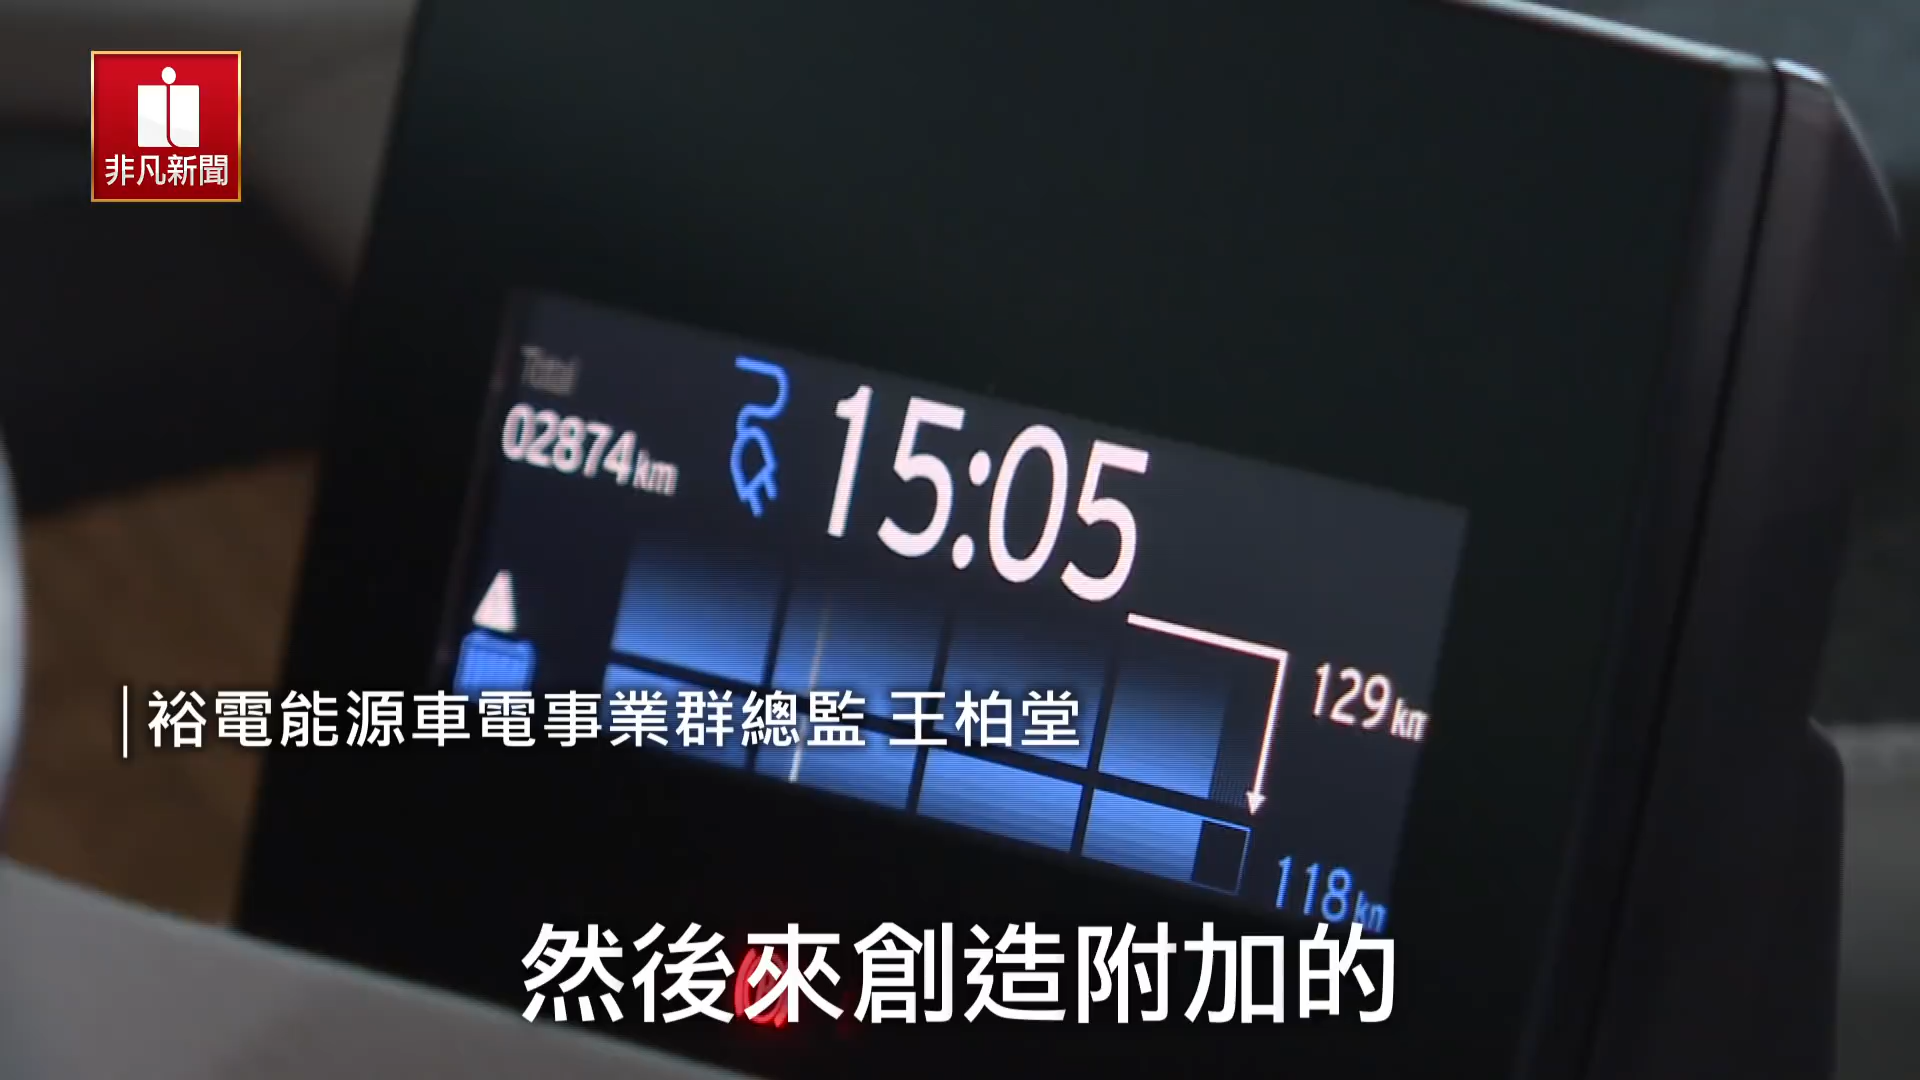 非凡新聞
Total
02874km
15:05
129km
裕電能源車電事業群總監 王柏堂
118km
然後來創造附加的